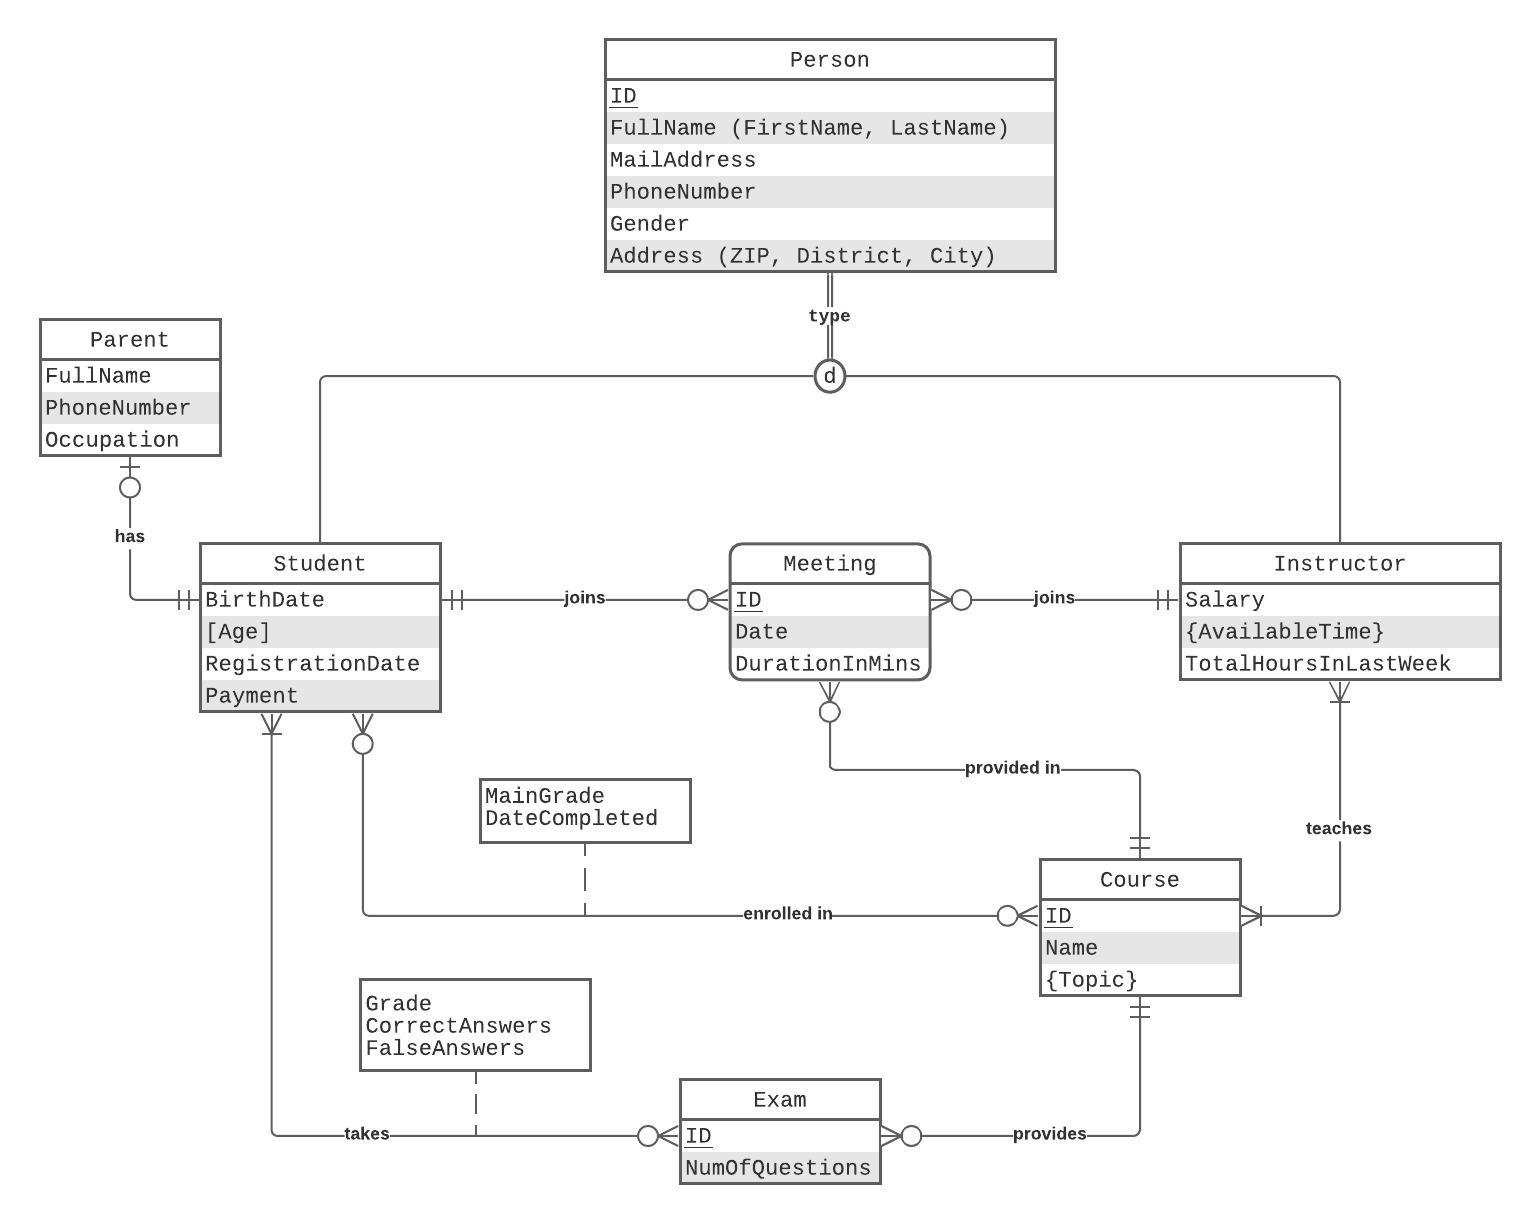 Person
ID
FullName (FirstName, LastName)
MailAddress
PhoneNumber
Gender
Address (ZIP, District, City)
type
d
Parent
FullName
PhoneNumber
Occupation
has
Student
BirthDate
[Age]
RegistrationDate
Payment
joins
Meeting
ID
Date
DurationInMins
joins
Instructor
Salary
{AvailableTime}
TotalHoursInLastWeek
provided in
teaches
MainGrade
DateCompleted
enrolled in
Course
ID
Name
{Topic}
Grade
CorrectAnswers
FalseAnswers
takes
Exam
ID
NumOfQuestions
provides